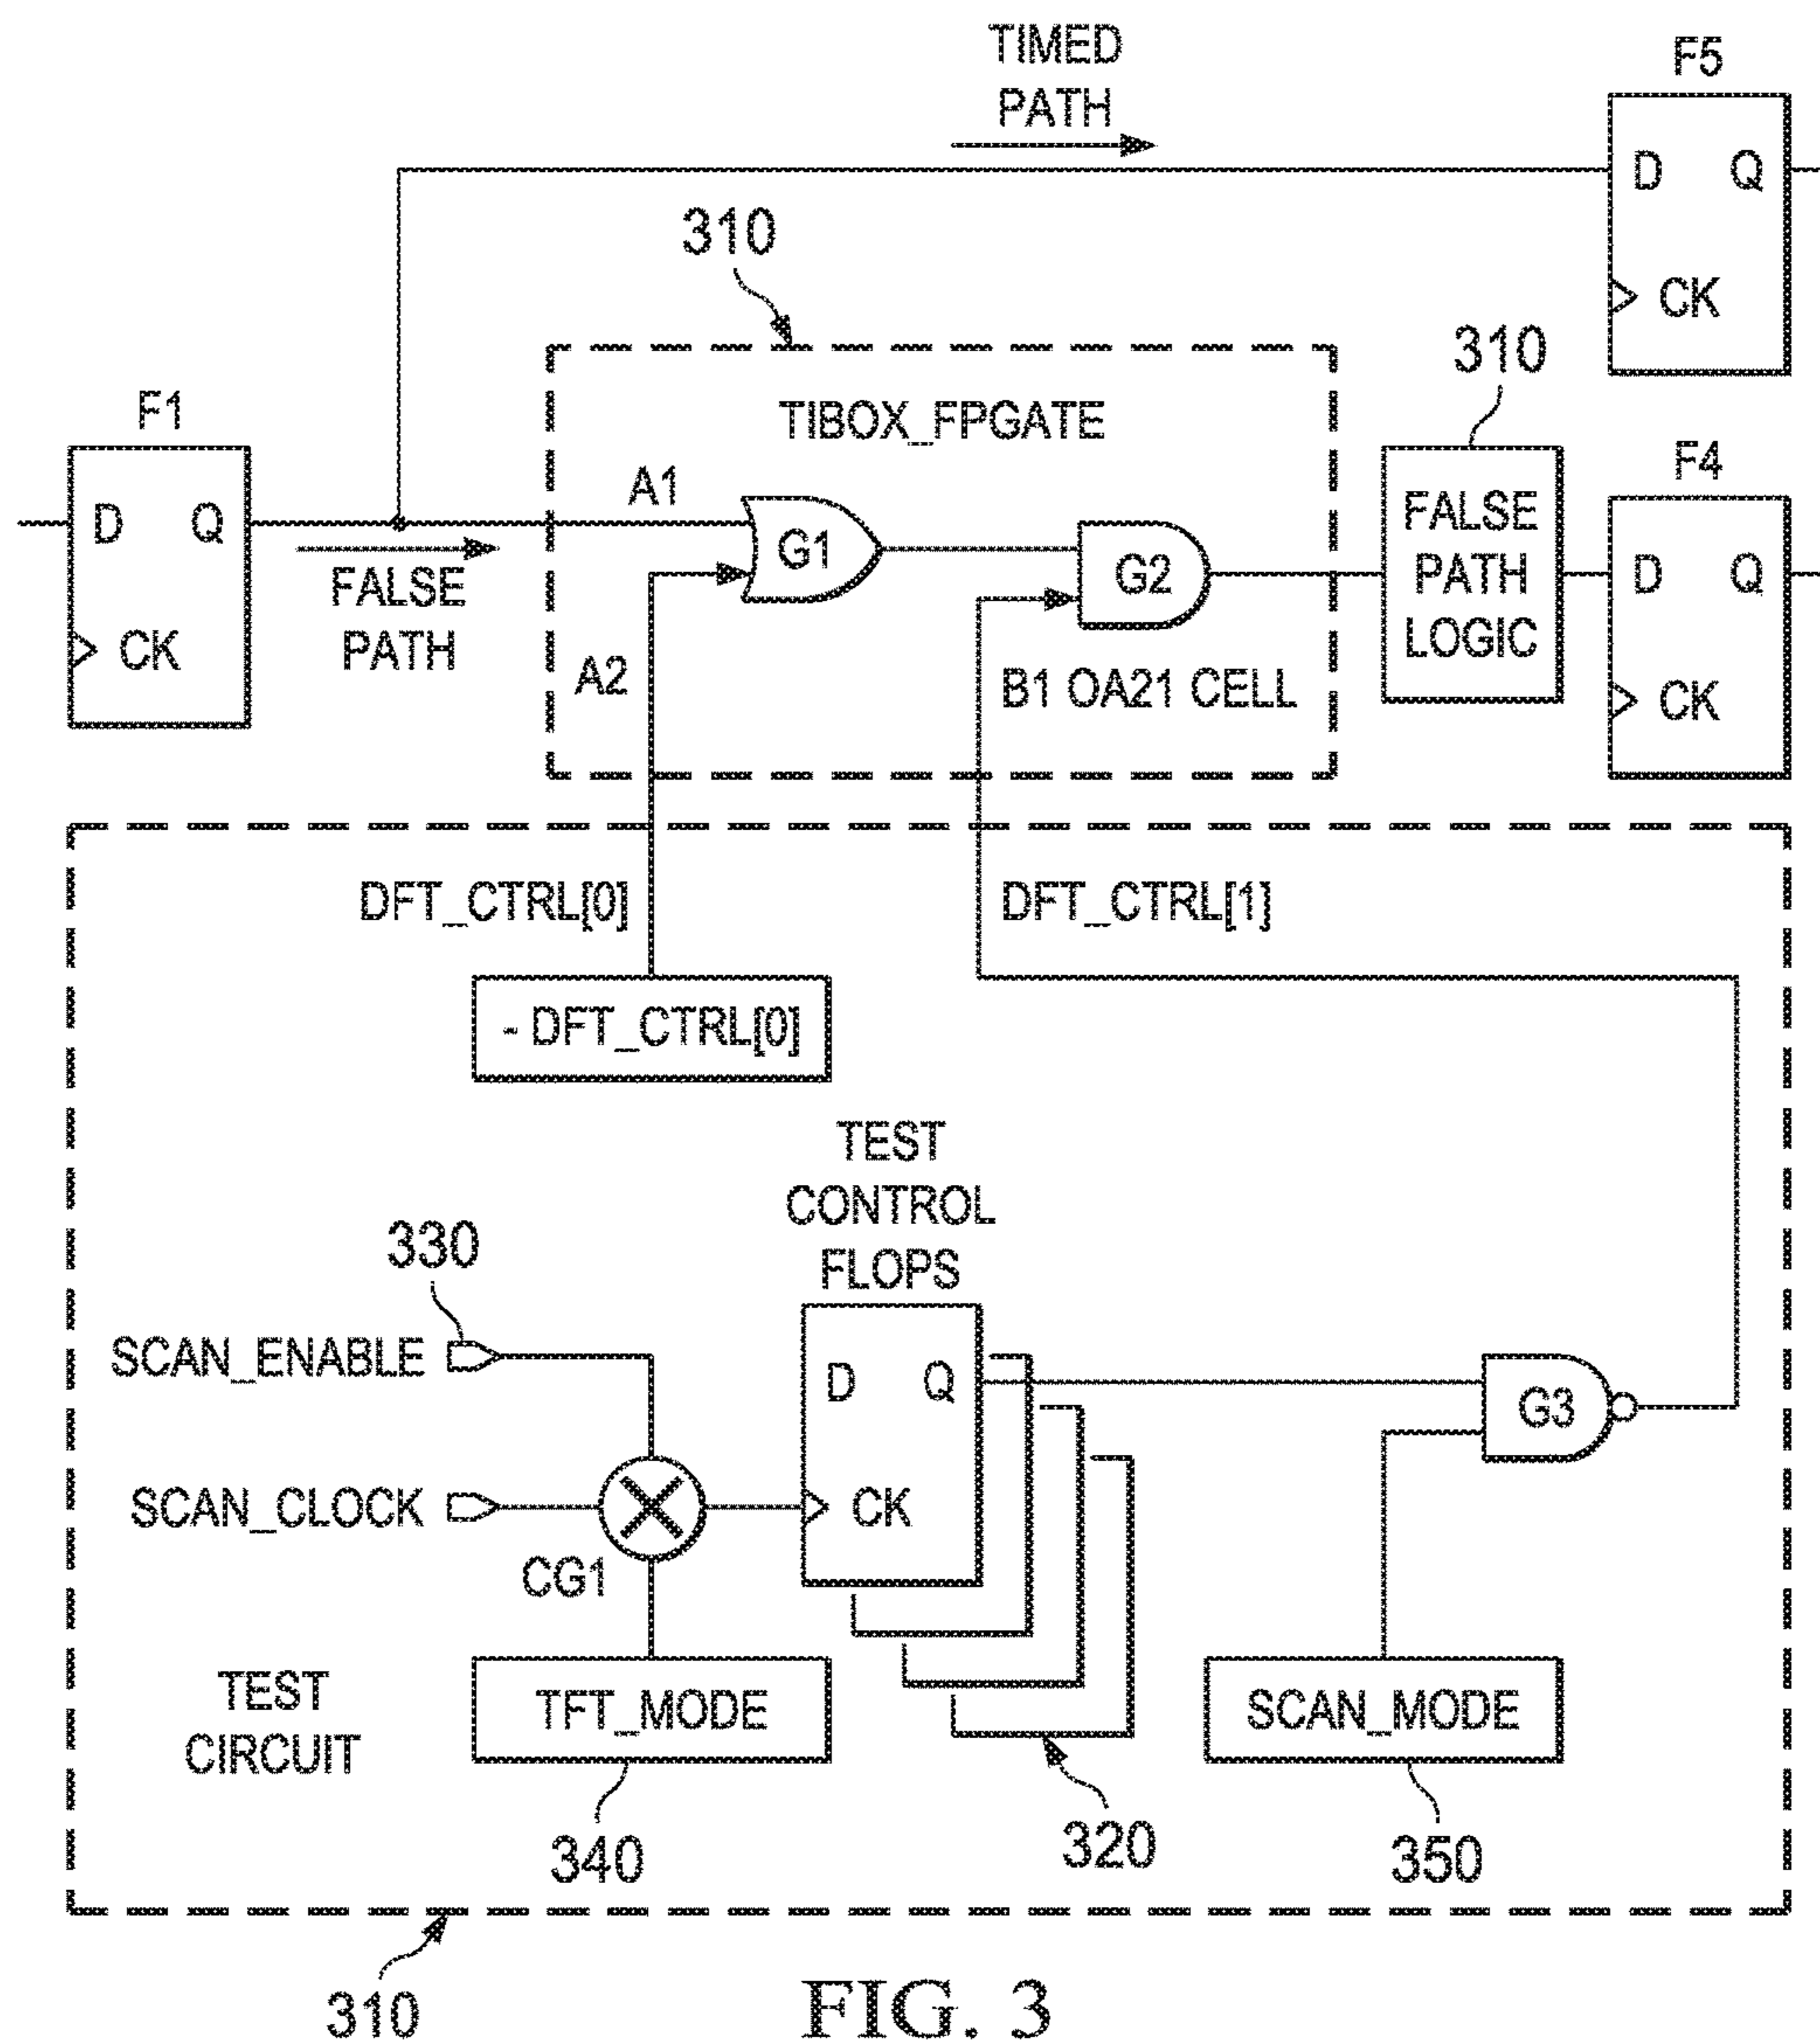 TIMED
PATH
F5
D Q
CK
310
310
F1
TIBOX_FPGATE
F4
D Q
CK
FALSE
PATH
A1
G1
G2
A2
B1 OA21 CELL
FALSE
PATH
LOGIC
D Q
CK
DFT_CTRL[0]
DFT_CTRL[1]
- DFT_CTRL[0]
TEST
CONTROL
FLOPS
330
SCAN_ENABLE
D Q
G3
SCAN_CLOCK
CK
CG1
TEST
CIRCUIT
TFT_MODE
SCAN_MODE
340
320
350
310
FIG. 3